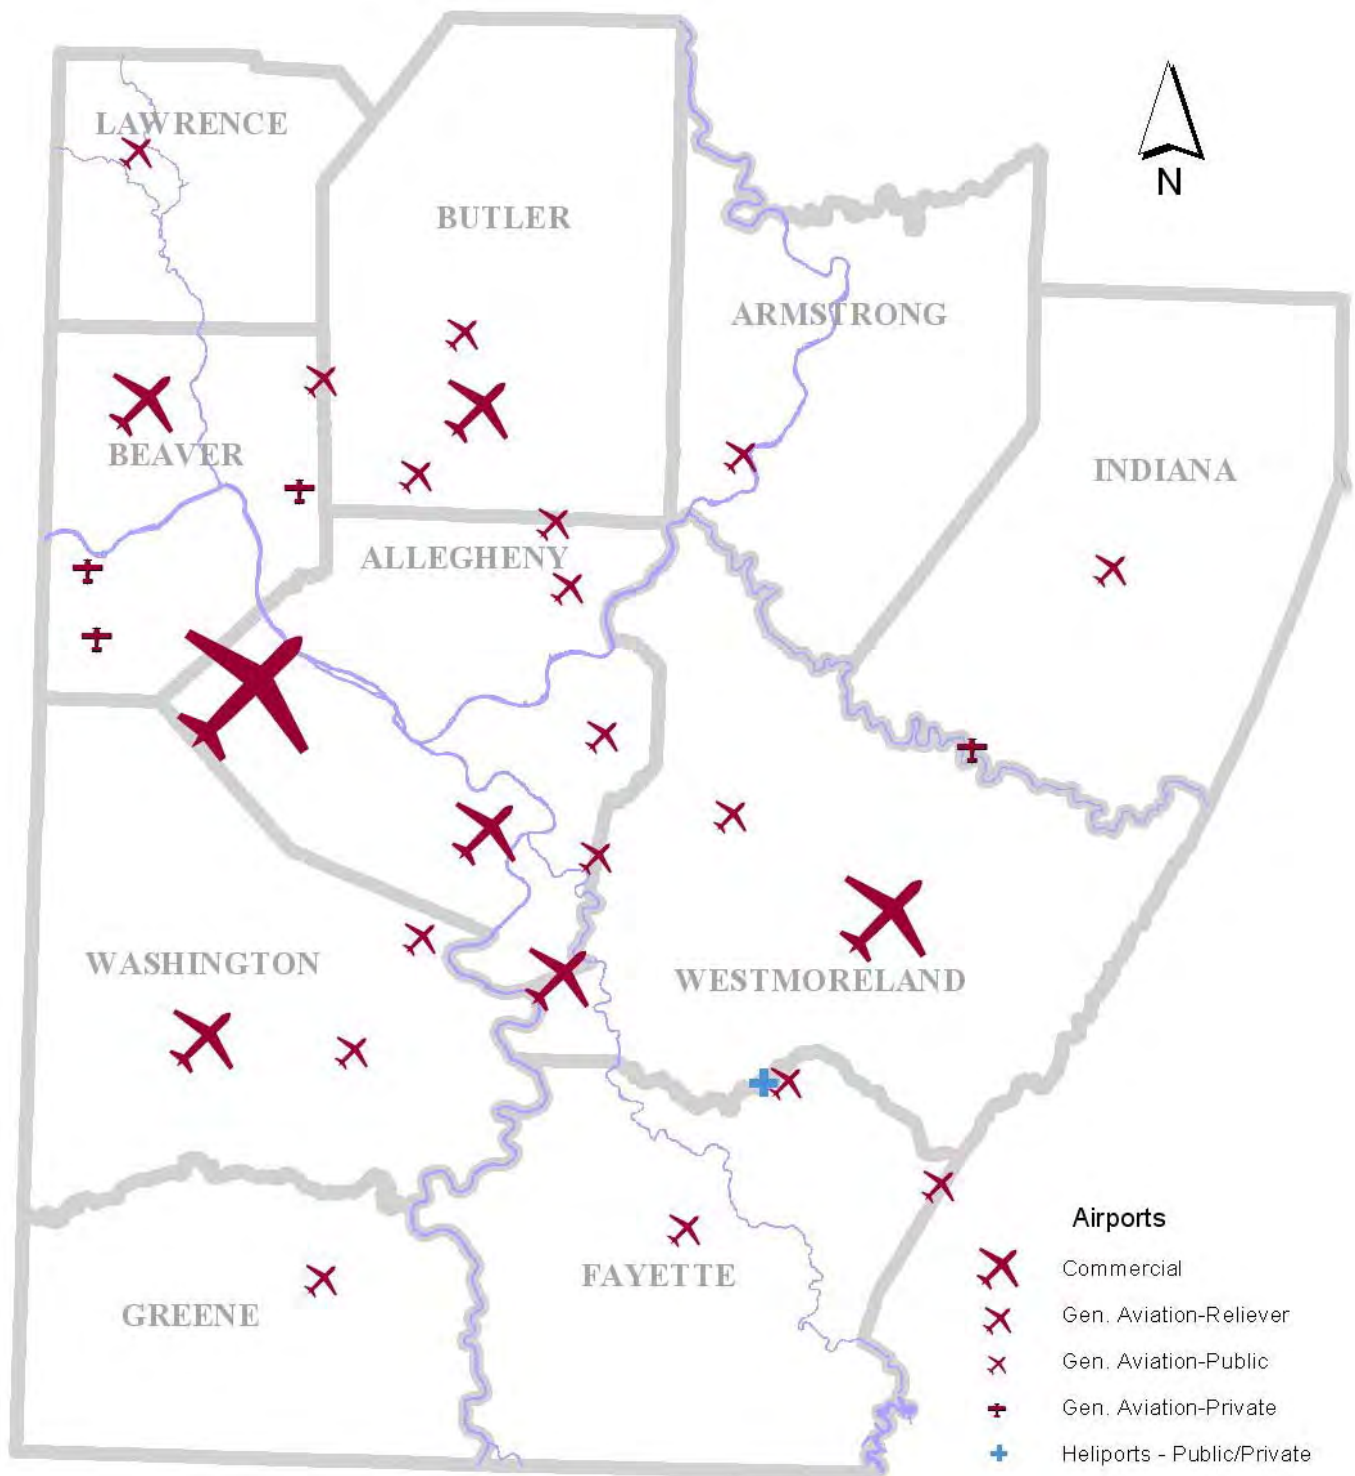 LAWRENCE
BUTLER
N
ARMSTRONG
BEAVER
INDIANA
ALLEGHENY
WASHINGTON
WESTMORELAND
FAYETTE
GREENE
Airports
Commercial
Gen. Aviation-Reliever
Gen. Aviation-Public
Gen. Aviation-Private
Heliports - Public/Private